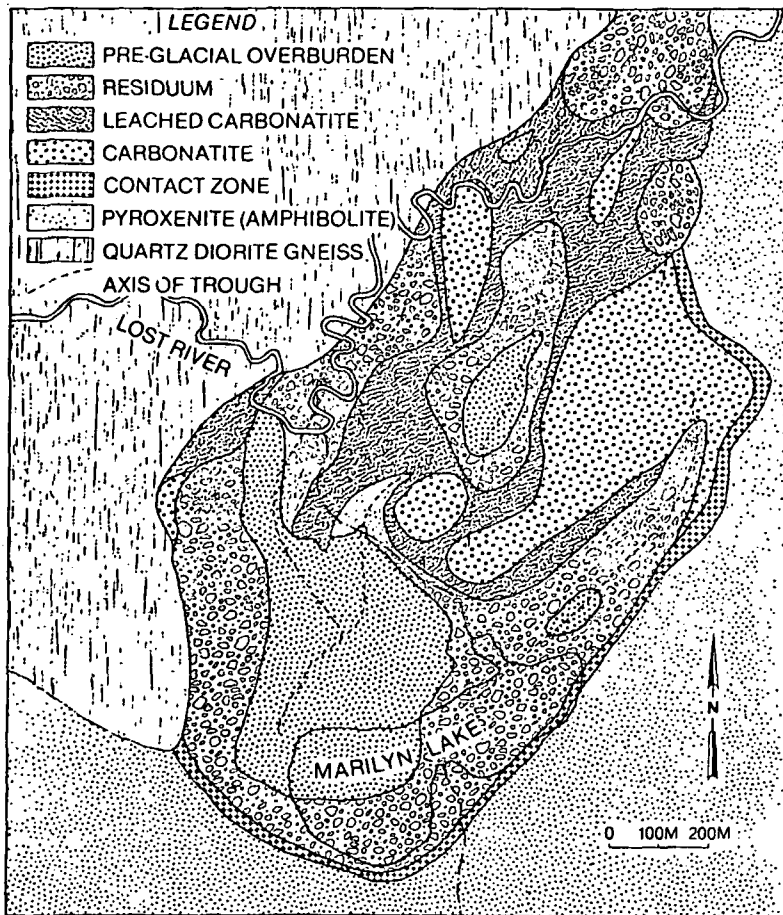 LEGEND
PRE-GLACIAL OVERBURDEN
RESIDUUM
LEACHED CARBONATITE
CARBONATITE
CONTACT ZONE
PYROXENITE (AMPHIBOLITE)
QUARTZ DIORITE GNEISS
AXIS OF TROUGH
LOST RIVER
MARILYN LAKE
N
0 100M 200M